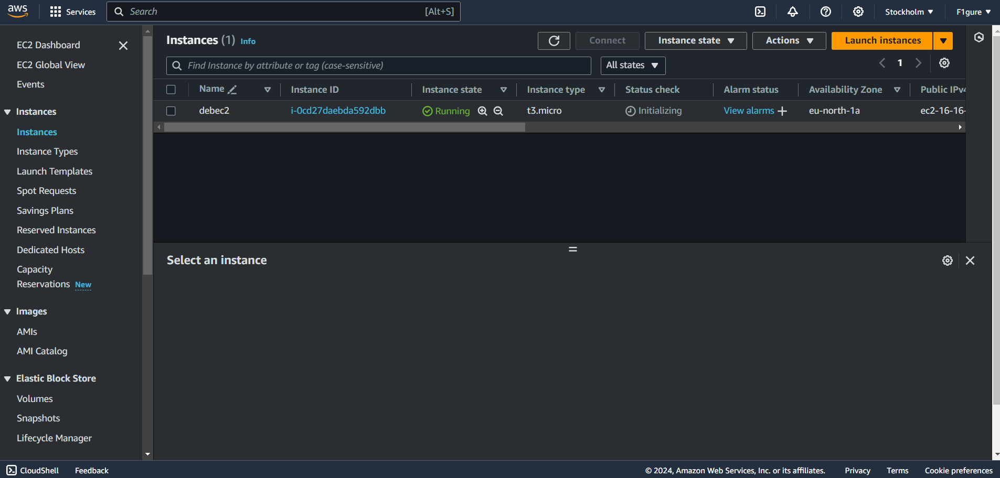 aws
Services
Search
[Alt+S]
Stockholm
F1gure
EC2 Dashboard
EC2 Global View
Events
Instances
Instances
Instance Types
Launch Templates
Spot Requests
Savings Plans
Reserved Instances
Dedicated Hosts
Capacity
Reservations New
Images
AMIs
AMI Catalog
Elastic Block Store
Volumes
Snapshots
Lifecycle Manager
Instances (1) Info
Connect
Instance state
Actions
Launch instances
Find Instance by attribute or tag (case-sensitive)
All states
1
Name Instance ID Instance state Instance type Status check Alarm status Availability Zone Public IPv4
debec2 i-0cd27daebda592dbb Running t3.micro Initializing View alarms eu-north-1a ec2-16-16-
Select an instance
CloudShell
Feedback
© 2024, Amazon Web Services, Inc. or its affiliates.
Privacy
Terms
Cookie preferences